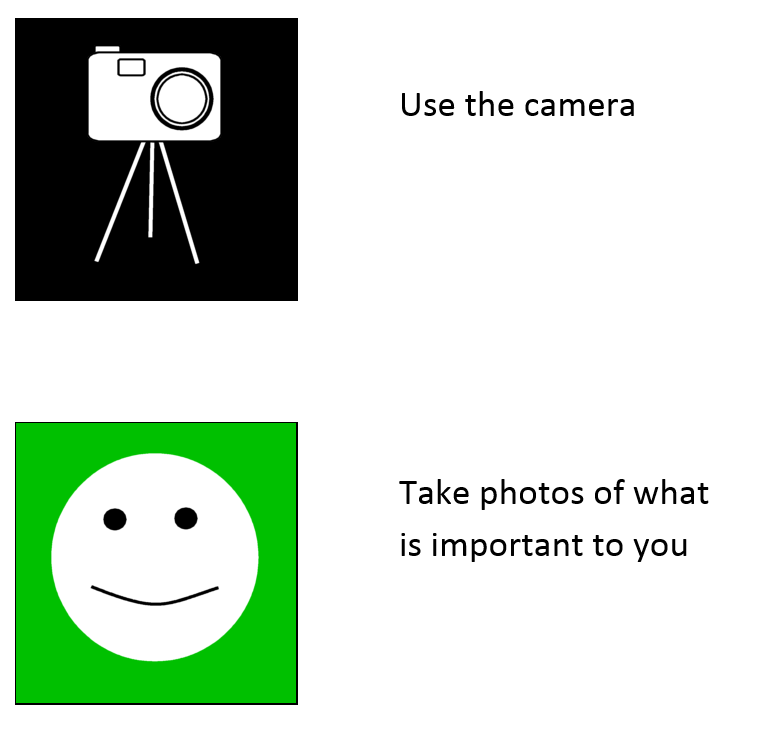 Use the camera
Take photos of what
is important to you